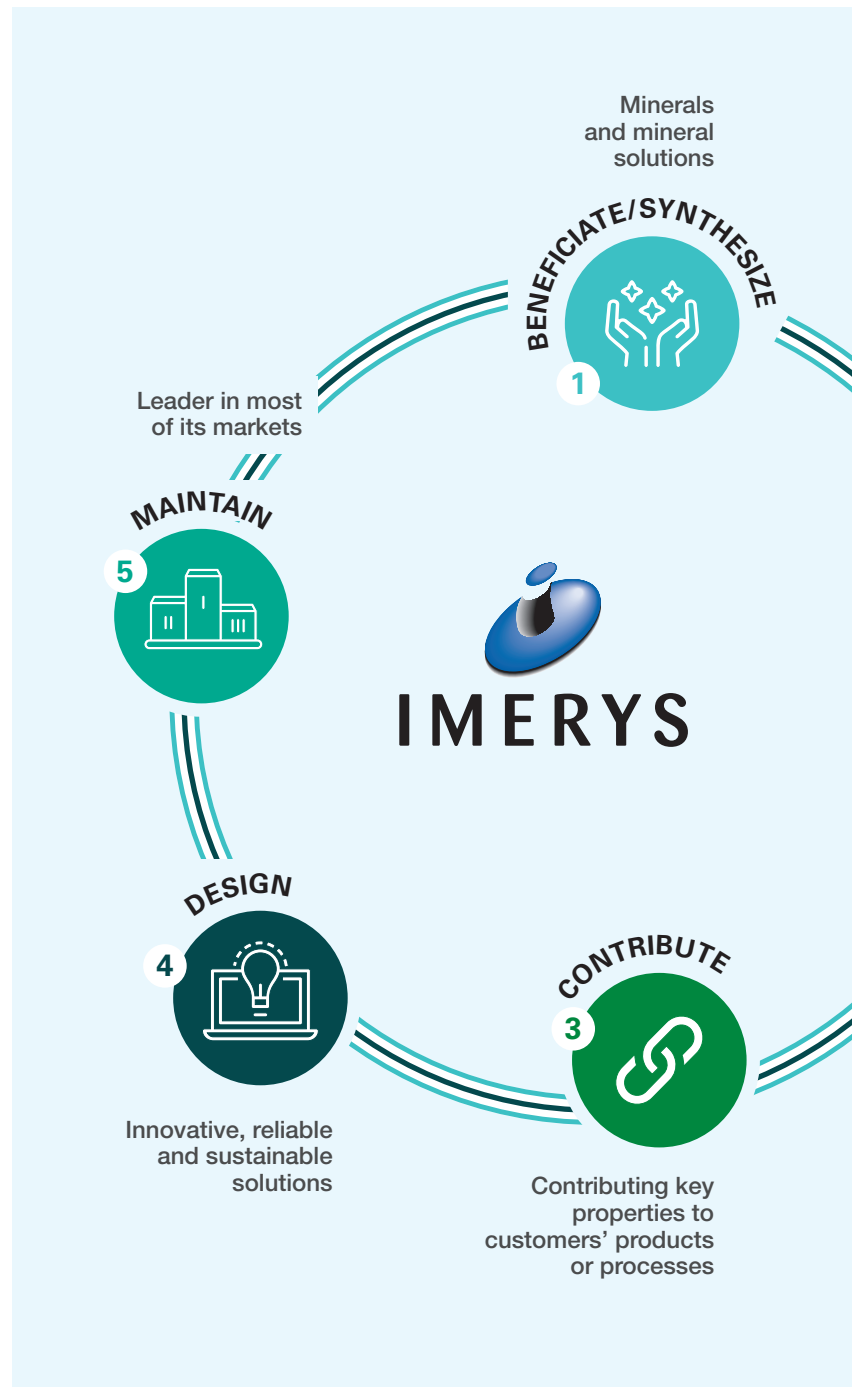 Minerals
and mineral
solutions
BENEFICIATE/SYNTHESIZE
1
Leader in most
of its markets
MAINTAIN
5
I
II
III
IMERYS
DESIGN
4
CONTRIBUTE
3
Innovative, reliable
and sustainable
solutions
Contributing key
properties to
customers’ products
or processes